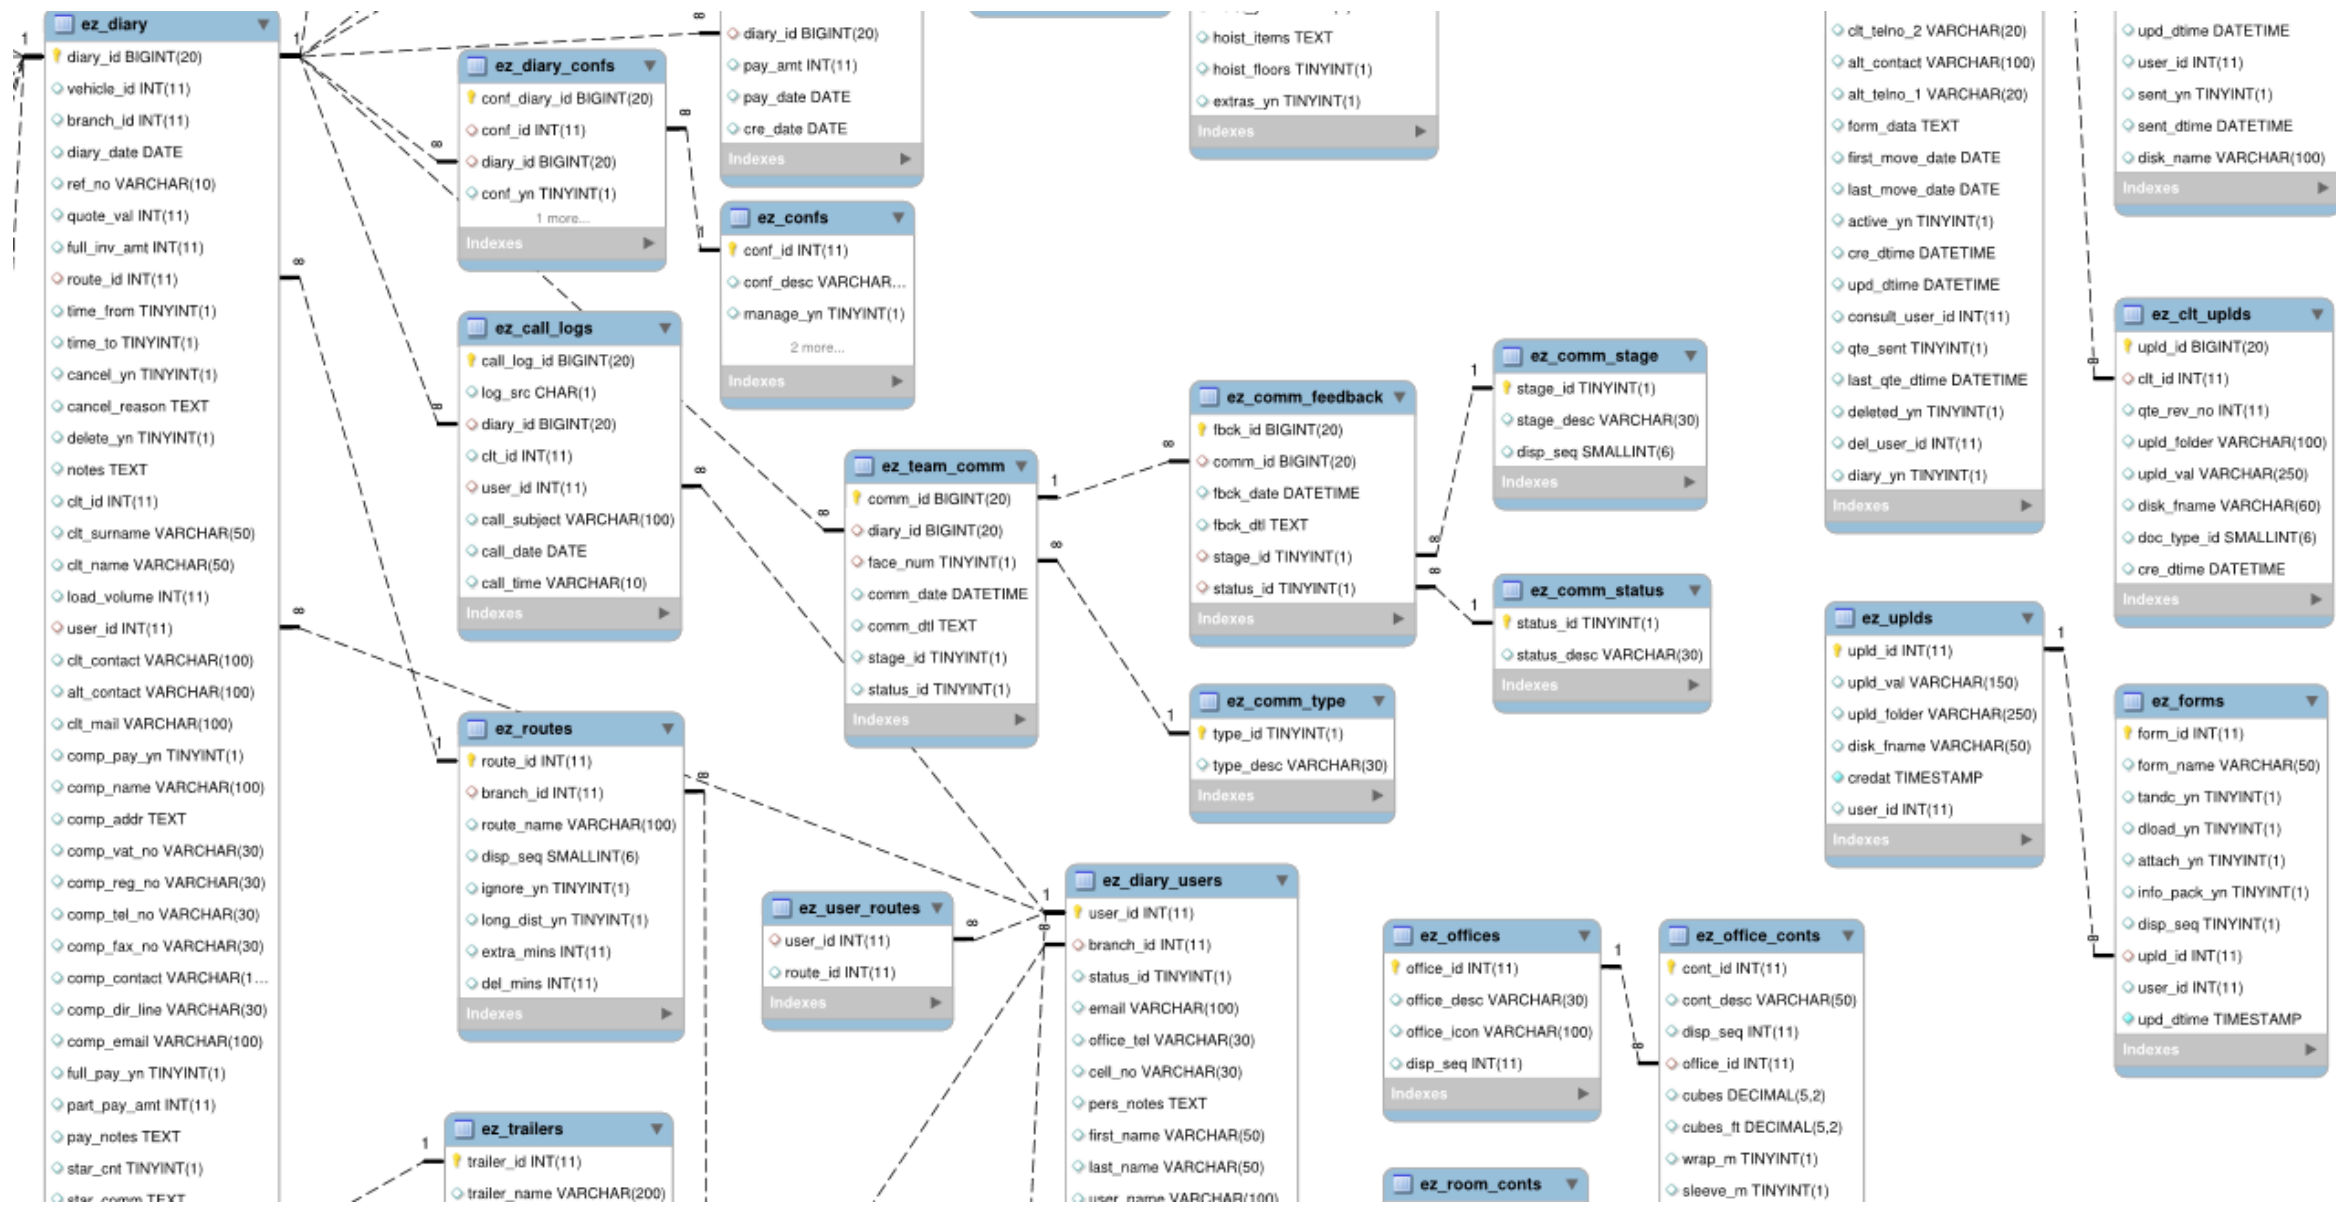 ez_diary
1
1
diary_id BIGINT(20)
vehicle_id INT(11)
branch_id INT(11)
diary_date DATE
ref_no VARCHAR(10)
quote_val INT(11)
full_inv_amt INT(11)
route_id INT(11)
time_from TINYINT(1)
time_to TINYINT(1)
cancel_yn TINYINT(1)
cancel_reason TEXT
delete_yn TINYINT(1)
notes TEXT
clt_id INT(11)
clt_surname VARCHAR(50)
clt_name VARCHAR(50)
load_volume INT(11)
user_id INT(11)
clt_contact VARCHAR(100)
alt_contact VARCHAR(100)
clt_mail VARCHAR(100)
comp_pay_yn TINYINT(1)
comp_name VARCHAR(100)
comp_addr TEXT
comp_vat_no VARCHAR(30)
comp_reg_no VARCHAR(30)
comp_tel_no VARCHAR(30)
comp_fax_no VARCHAR(30)
comp_contact VARCHAR(1...
comp_dir_line VARCHAR(30)
comp_email VARCHAR(100)
full_pay_yn TINYINT(1)
part_pay_amt INT(11)
pay_notes TEXT
star_cnt TINYINT(1)
star_comm TEXT
∞
∞
ez_diary_confs
conf_diary_id BIGINT(20)
conf_id INT(11)
diary_id BIGINT(20)
conf_yn TINYINT(1)
1 more...
Indexes
∞
∞
ez_call_logs
call_log_id BIGINT(20)
log_src CHAR(1)
diary_id BIGINT(20)
clt_id INT(11)
user_id INT(11)
call_subject VARCHAR(100)
call_date DATE
call_time VARCHAR(10)
Indexes
∞
∞
ez_routes
route_id INT(11)
branch_id INT(11)
route_name VARCHAR(100)
disp_seq SMALLINT(6)
ignore_yn TINYINT(1)
long_dist_yn TINYINT(1)
extra_mins INT(11)
del_mins INT(11)
Indexes
1
∞
ez_trailers
1
trailer_id INT(11)
trailer_name VARCHAR(200)
∞
diary_id BIGINT(20)
pay_amt INT(11)
pay_date DATE
cre_date DATE
Indexes
ez_confs
1
conf_id INT(11)
conf_desc VARCHAR...
manage_yn TINYINT(1)
2 more...
Indexes
ez_team_comm
comm_id BIGINT(20)
diary_id BIGINT(20)
face_num TINYINT(1)
comm_date DATETIME
comm_dtl TEXT
stage_id TINYINT(1)
status_id TINYINT(1)
Indexes
∞
1
∞
ez_user_routes
user_id INT(11)
route_id INT(11)
Indexes
∞
ez_diary_users
1
∞
user_id INT(11)
branch_id INT(11)
status_id TINYINT(1)
email VARCHAR(100)
office_tel VARCHAR(30)
cell_no VARCHAR(30)
pers_notes TEXT
first_name VARCHAR(50)
last_name VARCHAR(50)
user_name VARCHAR(100)
hoist_items TEXT
hoist_floors TINYINT(1)
extras_yn TINYINT(1)
Indexes
ez_comm_feedback
∞
fbck_id BIGINT(20)
comm_id BIGINT(20)
fbck_date DATETIME
fbck_dtl TEXT
stage_id TINYINT(1)
status_id TINYINT(1)
Indexes
∞
∞
ez_comm_type
1
type_id TINYINT(1)
type_desc VARCHAR(30)
Indexes
ez_comm_stage
1
stage_id TINYINT(1)
stage_desc VARCHAR(30)
disp_seq SMALLINT(6)
Indexes
ez_comm_status
1
status_id TINYINT(1)
status_desc VARCHAR(30)
Indexes
ez_offices
office_id INT(11)
office_desc VARCHAR(30)
office_icon VARCHAR(100)
disp_seq INT(11)
Indexes
1
∞
ez_room_conts
ez_office_conts
cont_id INT(11)
cont_desc VARCHAR(50)
disp_seq INT(11)
office_id INT(11)
cubes DECIMAL(5,2)
cubes_ft DECIMAL(5,2)
wrap_m TINYINT(1)
sleeve_m TINYINT(1)
clt_telno_2 VARCHAR(20)
alt_contact VARCHAR(100)
alt_telno_1 VARCHAR(20)
form_data TEXT
first_move_date DATE
last_move_date DATE
active_yn TINYINT(1)
cre_dtime DATETIME
upd_dtime DATETIME
consult_user_id INT(11)
qte_sent TINYINT(1)
last_qte_dtime DATETIME
deleted_yn TINYINT(1)
del_user_id INT(11)
diary_yn TINYINT(1)
Indexes
ez_uplds
upld_id INT(11)
upld_val VARCHAR(150)
upld_folder VARCHAR(250)
disk_fname VARCHAR(50)
credat TIMESTAMP
user_id INT(11)
Indexes
1
upd_dtime DATETIME
user_id INT(11)
sent_yn TINYINT(1)
sent_dtime DATETIME
disk_name VARCHAR(100)
Indexes
ez_clt_uplds
upld_id BIGINT(20)
clt_id INT(11)
qte_rev_no INT(11)
upld_folder VARCHAR(100)
upld_val VARCHAR(250)
disk_fname VARCHAR(60)
doc_type_id SMALLINT(6)
cre_dtime DATETIME
Indexes
∞
ez_forms
form_id INT(11)
form_name VARCHAR(50)
tandc_yn TINYINT(1)
dload_yn TINYINT(1)
attach_yn TINYINT(1)
info_pack_yn TINYINT(1)
disp_seq TINYINT(1)
upld_id INT(11)
user_id INT(11)
upd_dtime TIMESTAMP
Indexes
∞